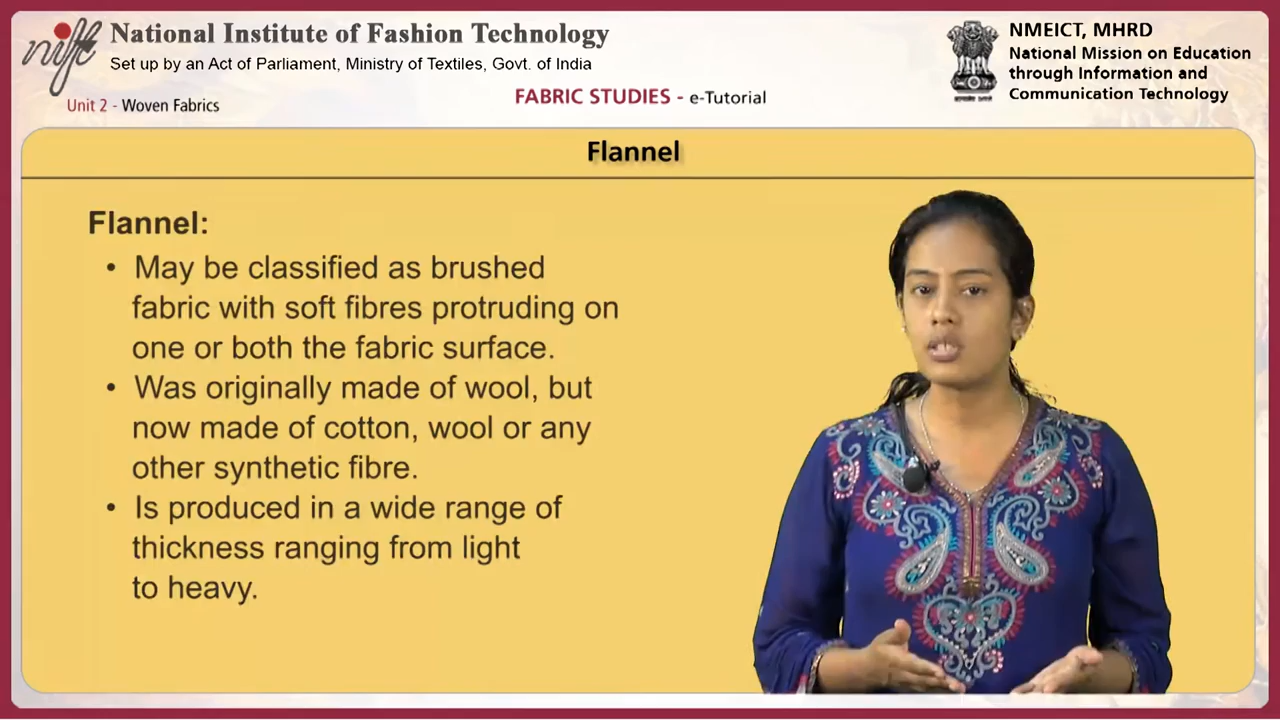 nift
National Institute of Fashion Technology
Set up by an Act of Parliament, Ministry of Textiles, Govt. of India
Unit 2 - Woven Fabrics
FABRIC STUDIES - e-Tutorial
NMEICT, MHRD
National Mission on Education
through Information and
Communication Technology
Flannel
Flannel:
• May be classified as brushed
fabric with soft fibres protruding on
one or both the fabric surface.
• Was originally made of wool, but
now made of cotton, wool or any
other synthetic fibre.
• Is produced in a wide range of
thickness ranging from light
to heavy.